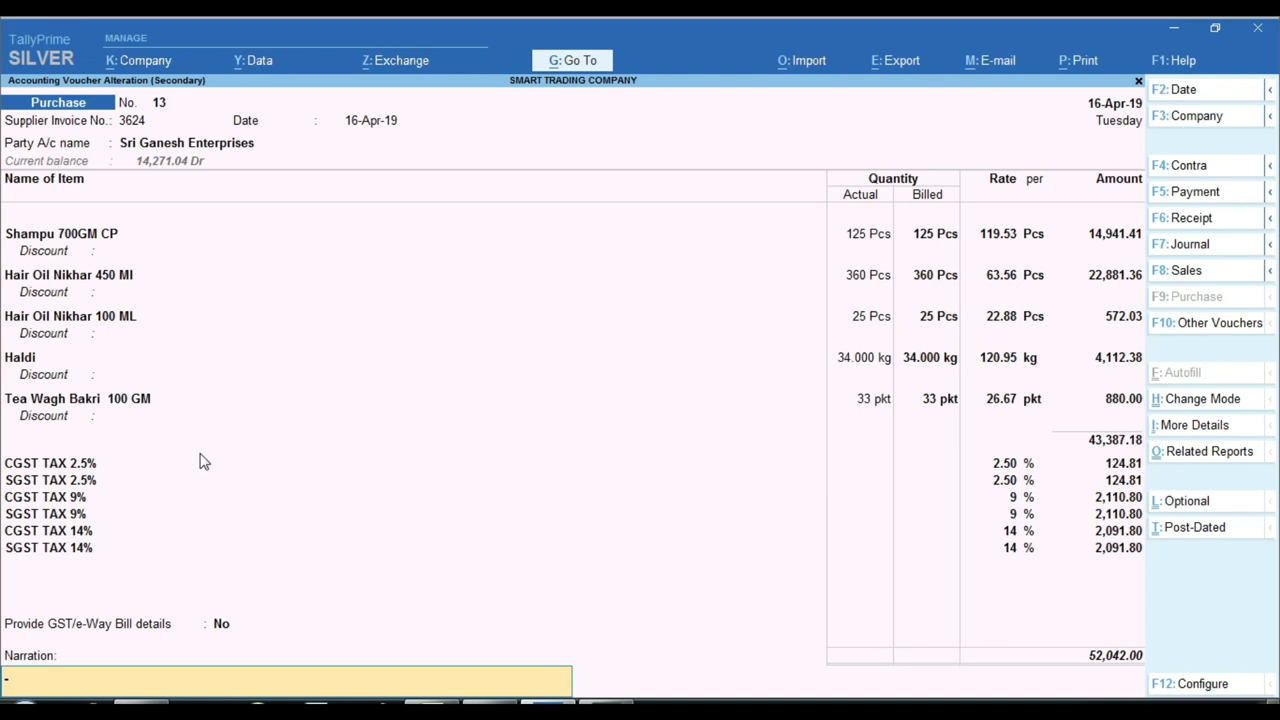 TallyPrime
SILVER
MANAGE
K: Company Y: Data Z: Exchange G: Go To O: Import E: Export M: E-mail P: Print F1: Help
Accounting Voucher Alteration (Secondary) SMART TRADING COMPANY ×
Purchase No. 13 16-Apr-19
Supplier Invoice No.: 3624 Date : 16-Apr-19 Tuesday
Party A/c name : Sri Ganesh Enterprises
Current balance : 14,271.04 Dr
Name of Item Quantity Rate per Amount
Actual Billed
Shampu 700GM CP 125 Pcs 125 Pcs 119.53 Pcs 14,941.41
Discount :
Hair Oil Nikhar 450 Ml 360 Pcs 360 Pcs 63.56 Pcs 22,881.36
Discount :
Hair Oil Nikhar 100 ML 25 Pcs 25 Pcs 22.88 Pcs 572.03
Discount :
Haldi 34.000 kg 34.000 kg 120.95 kg 4,112.38
Discount :
Tea Wagh Bakri 100 GM 33 pkt 33 pkt 26.67 pkt 880.00
Discount :
43,387.18
CGST TAX 2.5% 2.50 % 124.81
SGST TAX 2.5% 2.50 % 124.81
CGST TAX 9% 9 % 2,110.80
SGST TAX 9% 9 % 2,110.80
CGST TAX 14% 14 % 2,091.80
SGST TAX 14% 14 % 2,091.80
Provide GST/e-Way Bill details : No
Narration: 52,042.00
-
F2: Date
F3: Company
F4: Contra
F5: Payment
F6: Receipt
F7: Journal
F8: Sales
F9: Purchase
F10: Other Vouchers
F: Autofill
H: Change Mode
I: More Details
O: Related Reports
L: Optional
T: Post-Dated
F12: Configure